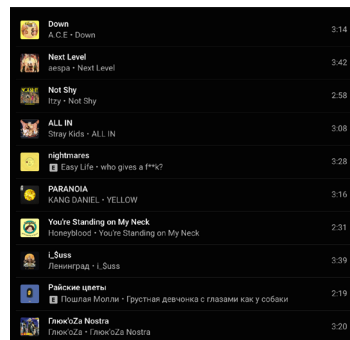 Down
A.C.E • Down
3:14
Next Level
aespa • Next Level
3:42
Not Shy
Itzy • Not Shy
2:58
ALL IN
Stray Kids • ALL IN
3:08
nightmares
E Easy Life • who gives a f**k?
3:28
PARANOIA
KANG DANIEL • YELLOW
3:16
You're Standing on My Neck
Honeyblood • You're Standing on My Neck
2:31
i_$uss
Ленинград • i_$uss
3:39
Райские цветы
E Пошлая Молли • Грустная девчонка с глазами как у собаки
2:19
Глюк'oZa Nostra
Глюк'oZa • Глюк'oZa Nostra
3:20